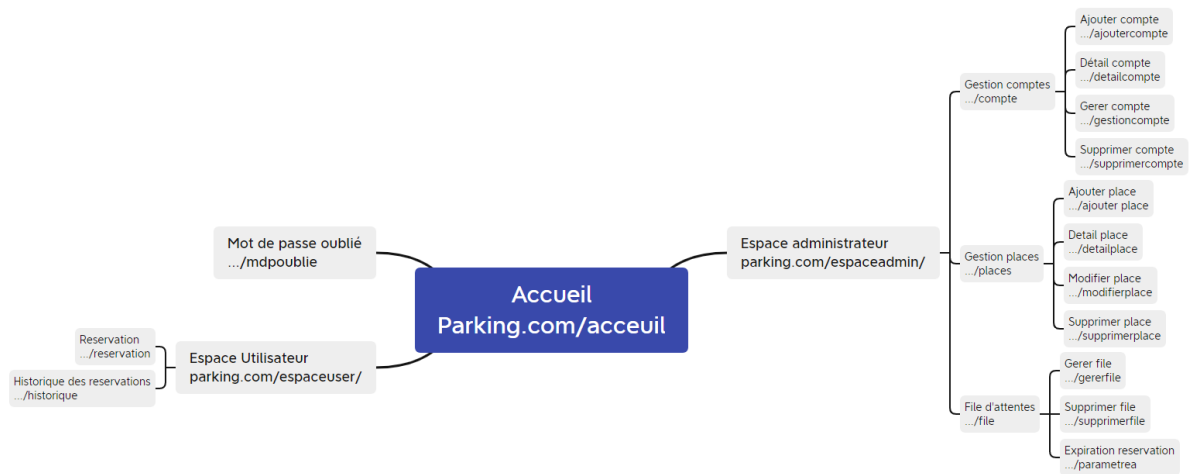 Accueil
Parking.com/acceuil
Mot de passe oublié
.../mdpoublie
Espace Utilisateur
parking.com/espaceuser/
Reservation
.../reservation
Historique des reservations
.../historique
Espace administrateur
parking.com/espaceadmin/
Gestion comptes
.../compte
Ajouter compte
.../ajoutercompte
Détail compte
.../detailcompte
Gerer compte
.../gestioncompte
Supprimer compte
.../supprimercompte
Gestion places
.../places
Ajouter place
.../ajouter place
Detail place
.../detailplace
Modifier place
.../modifierplace
Supprimer place
.../supprimerplace
File d'attentes
.../file
Gerer file
.../gererfile
Supprimer file
.../supprimerfile
Expiration reservation
.../parametrea